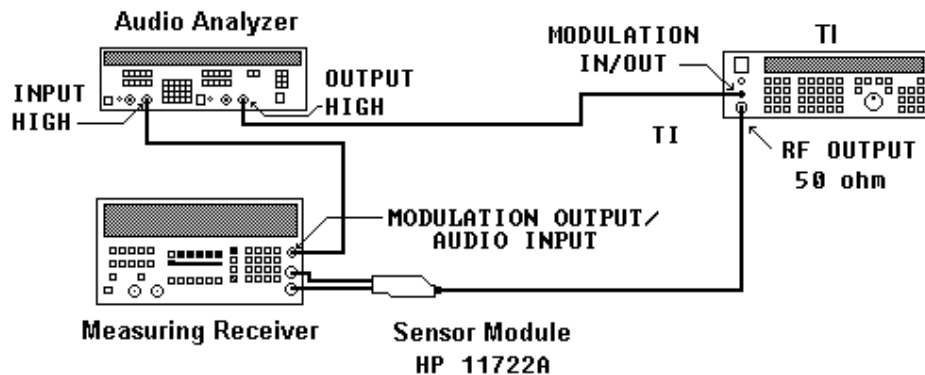 Audio Analyzer
INPUT
HIGH
OUTPUT
HIGH
MODULATION
IN/OUT
TI
TI
RF OUTPUT
50 ohm
MODULATION OUTPUT/
AUDIO INPUT
Measuring Receiver
Sensor Module
HP 11722A